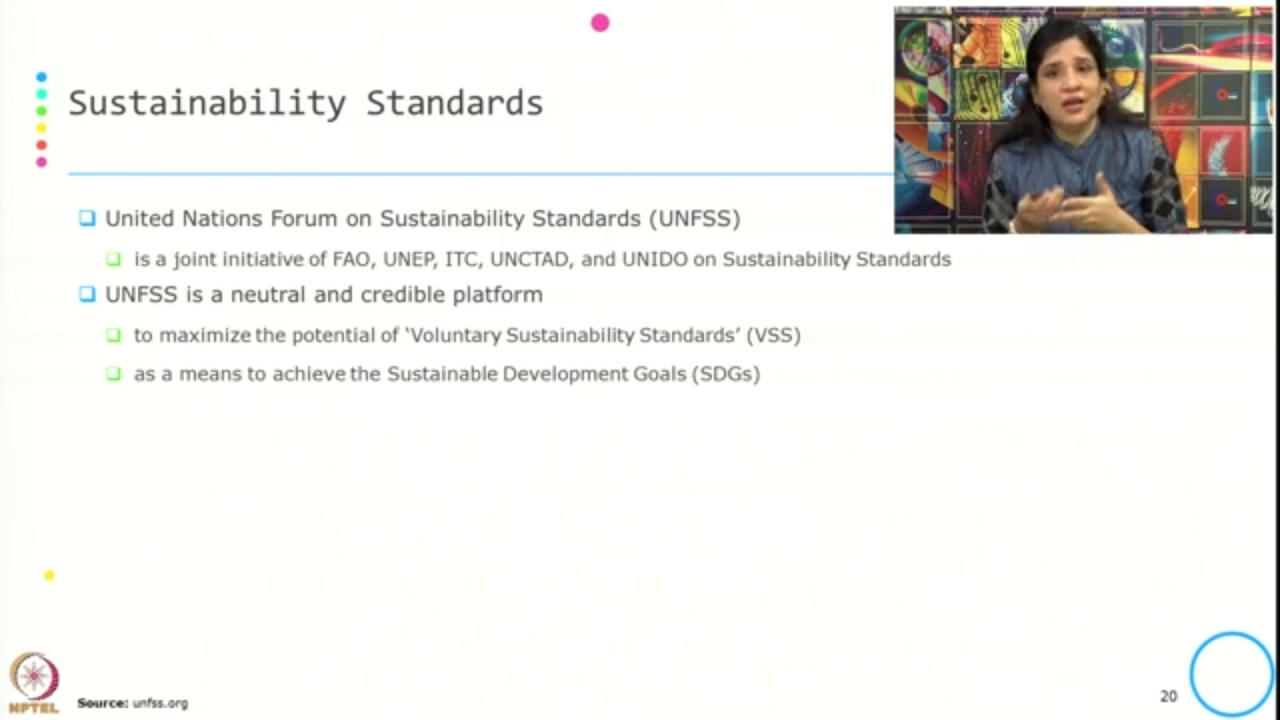 Sustainability Standards
United Nations Forum on Sustainability Standards (UNFSS)
is a joint initiative of FAO, UNEP, ITC, UNCTAD, and UNIDO on Sustainability Standards
UNFSS is a neutral and credible platform
to maximize the potential of ‘Voluntary Sustainability Standards’ (VSS)
as a means to achieve the Sustainable Development Goals (SDGs)
NPTEL
Source: unfss.org
20